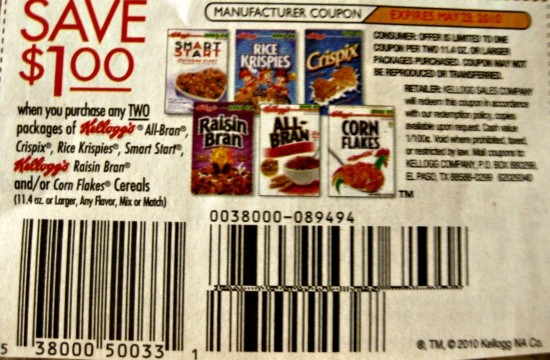 MANUFACTURER COUPON
EXPIRES MAY 23, 2010
SAVE
$1.00
when you purchase any TWO
packages of Kellogg's® All-Bran®,
Crispix®, Rice Krispies®, Smart Start®,
Kellogg's® Raisin Bran®
and/or Corn Flakes® Cereals
(11.4 oz. or Larger, Any Flavor, Mix or Match)
SMART START
RICE KRISPIES
Crispix
Raisin Bran
ALL-BRAN
CORN FLAKES
TM
CONSUMER: OFFER IS LIMITED TO ONE
COUPON PER TWO 11.4 OZ. OR LARGER
PACKAGES PURCHASED. COUPON MAY NOT
BE REPRODUCED OR TRANSFERRED.
RETAILER: KELLOGG SALES COMPANY
will redeem this coupon in accordance
with our redemption policy, copies
available upon request. Cash value
1/100¢. Void where prohibited, taxed,
or restricted by law. Mail coupons to:
KELLOGG COMPANY, P.O. BOX
EL PASO, TX
0038000-089494
5 38000 50033 1
®, TM, © 2010 Kellogg NA Co.